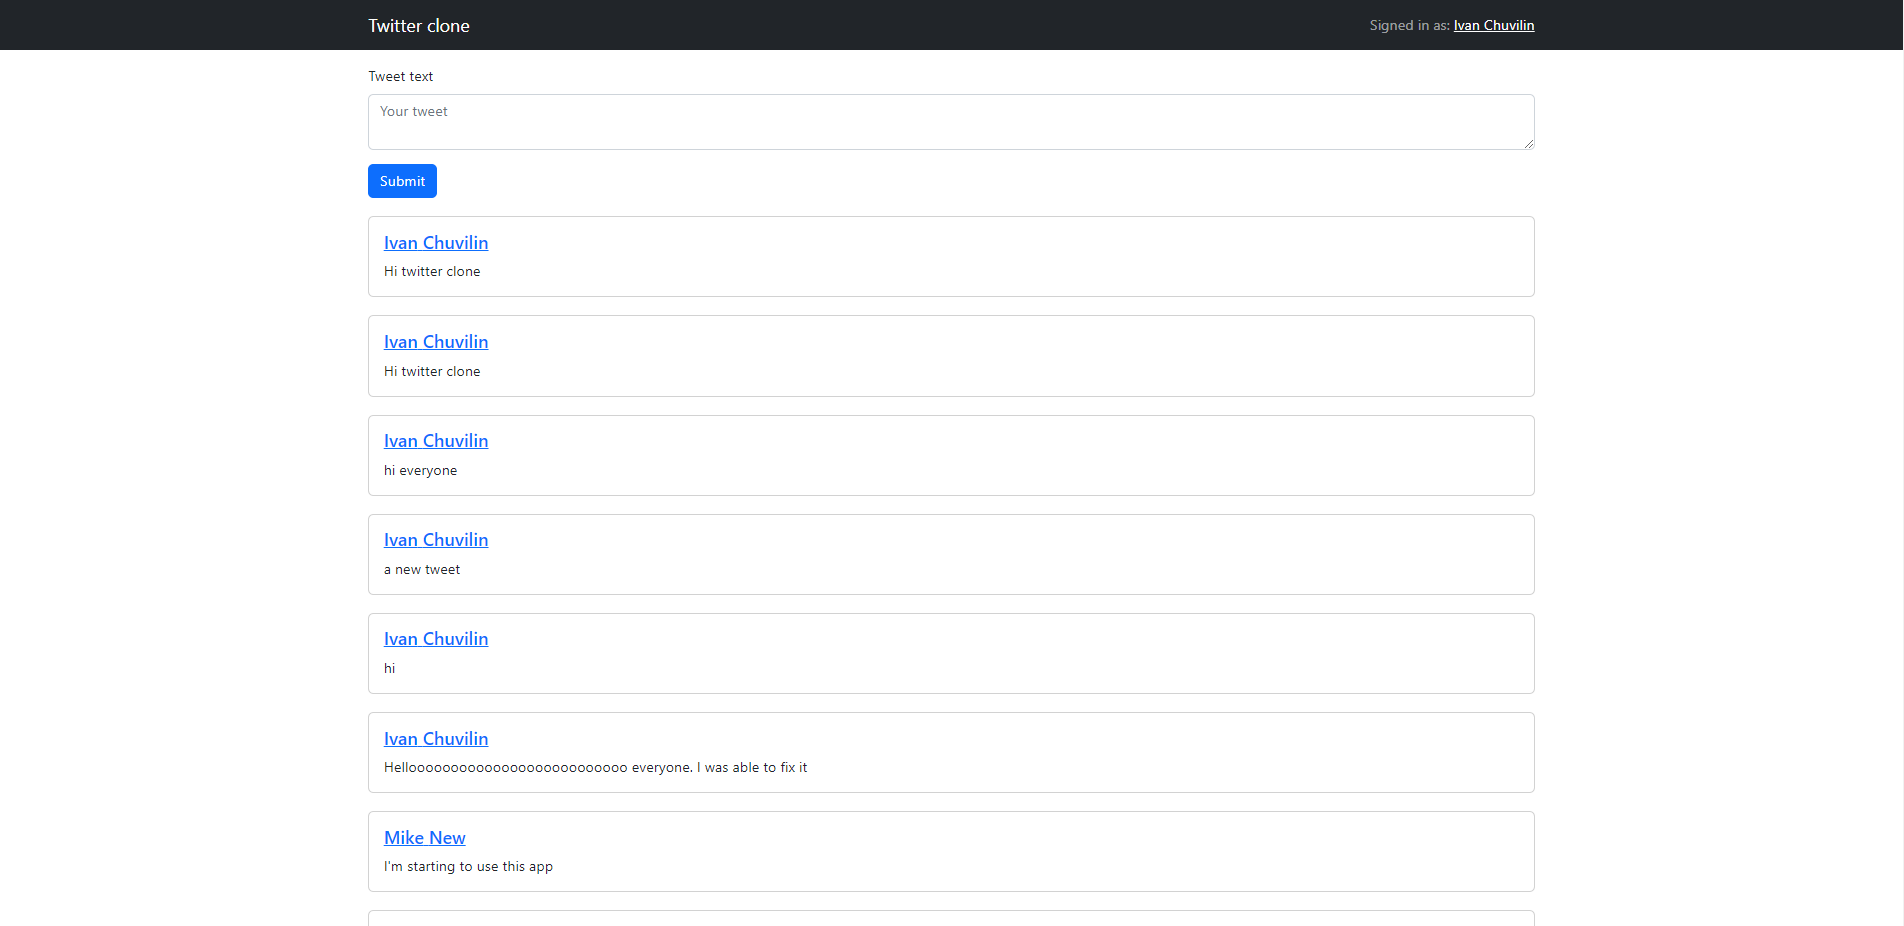 Twitter clone
Signed in as: Ivan Chuvilin
Tweet text
Your tweet
Submit
Ivan Chuvilin
Hi twitter clone
Ivan Chuvilin
Hi twitter clone
Ivan Chuvilin
hi everyone
Ivan Chuvilin
a new tweet
Ivan Chuvilin
hi
Ivan Chuvilin
Hellooooooooooooooooooooooooooo everyone. I was able to fix it
Mike New
I'm starting to use this app